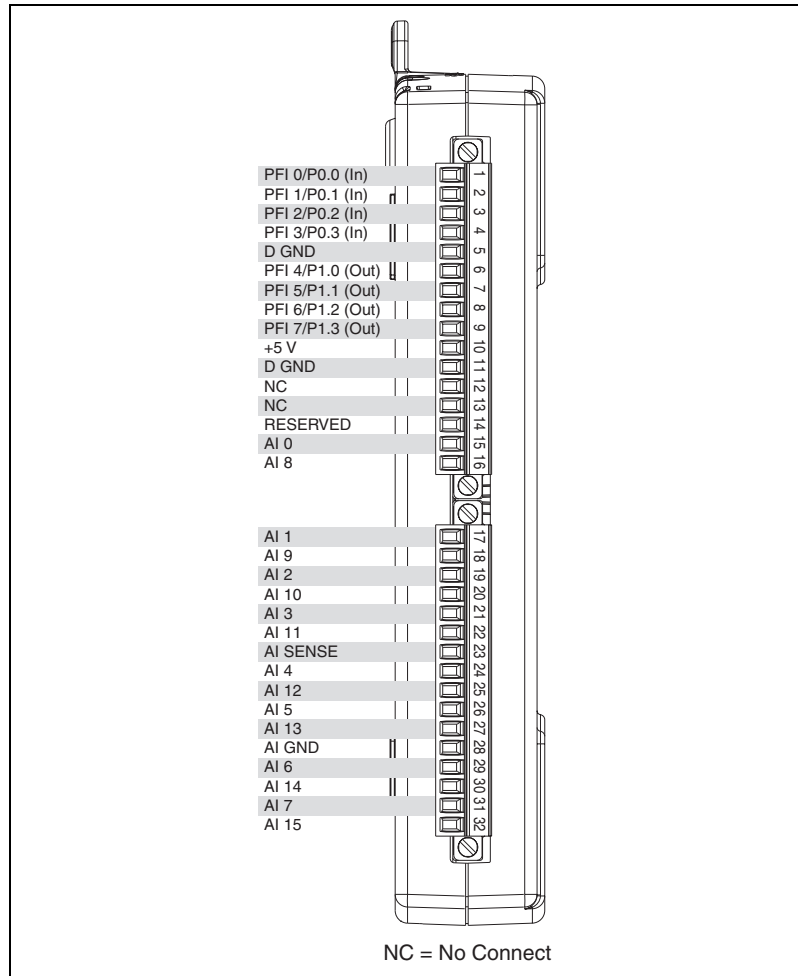 PFI 0/P0.0 (In) 1
PFI 1/P0.1 (In) 2
PFI 2/P0.2 (In) 3
PFI 3/P0.3 (In) 4
D GND 5
PFI 4/P1.0 (Out) 6
PFI 5/P1.1 (Out) 7
PFI 6/P1.2 (Out) 8
PFI 7/P1.3 (Out) 9
+5 V 10
D GND 11
NC 12
NC 13
RESERVED 14
AI 0 15
AI 8 16
AI 1 17
AI 9 18
AI 2 19
AI 10 20
AI 3 21
AI 11 22
AI SENSE 23
AI 4 24
AI 12 25
AI 5 26
AI 13 27
AI GND 28
AI 6 29
AI 14 30
AI 7 31
AI 15 32
NC = No Connect